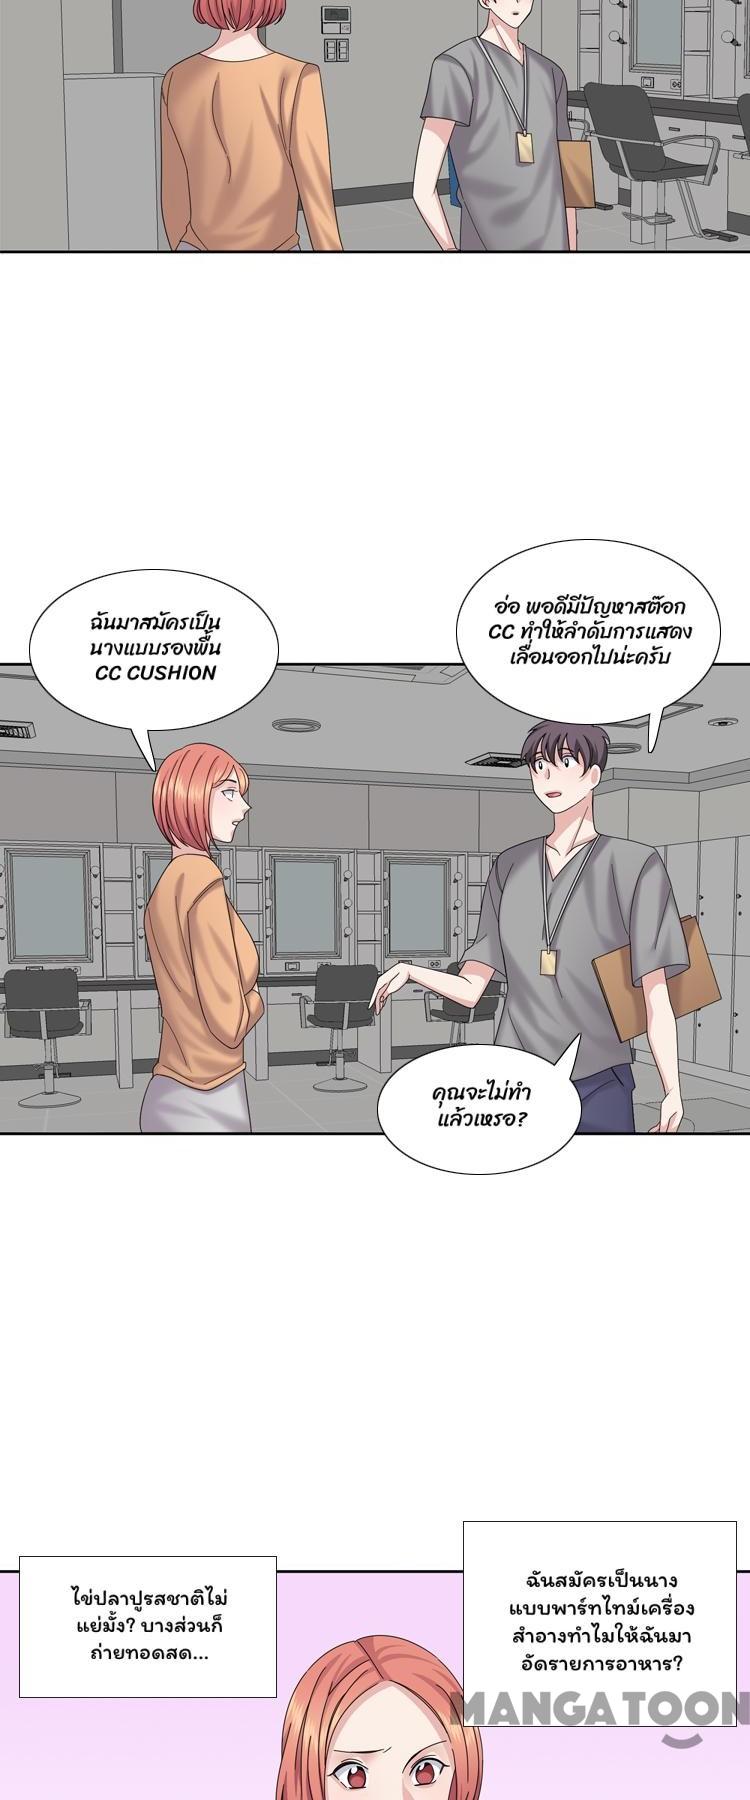 ฉันมาสมัครเป็น
นางแบบรองพื้น
CC CUSHION
อ่อ พอดีมีปัญหาสต๊อก
CC ทำให้ลำดับการแสดง
เลื่อนออกไปน่ะครับ
คุณจะไม่ทำ
แล้วเหรอ?
ไข่ปลาปูรสชาติไม่
แย่มั้ง? บางส่วนก็
ถ่ายทอดสด...
ฉันสมัครเป็นนาง
แบบพาร์ทไทม์เครื่อง
สำอางทำไมให้ฉันมา
อัดรายการอาหาร?
MANGA TOON